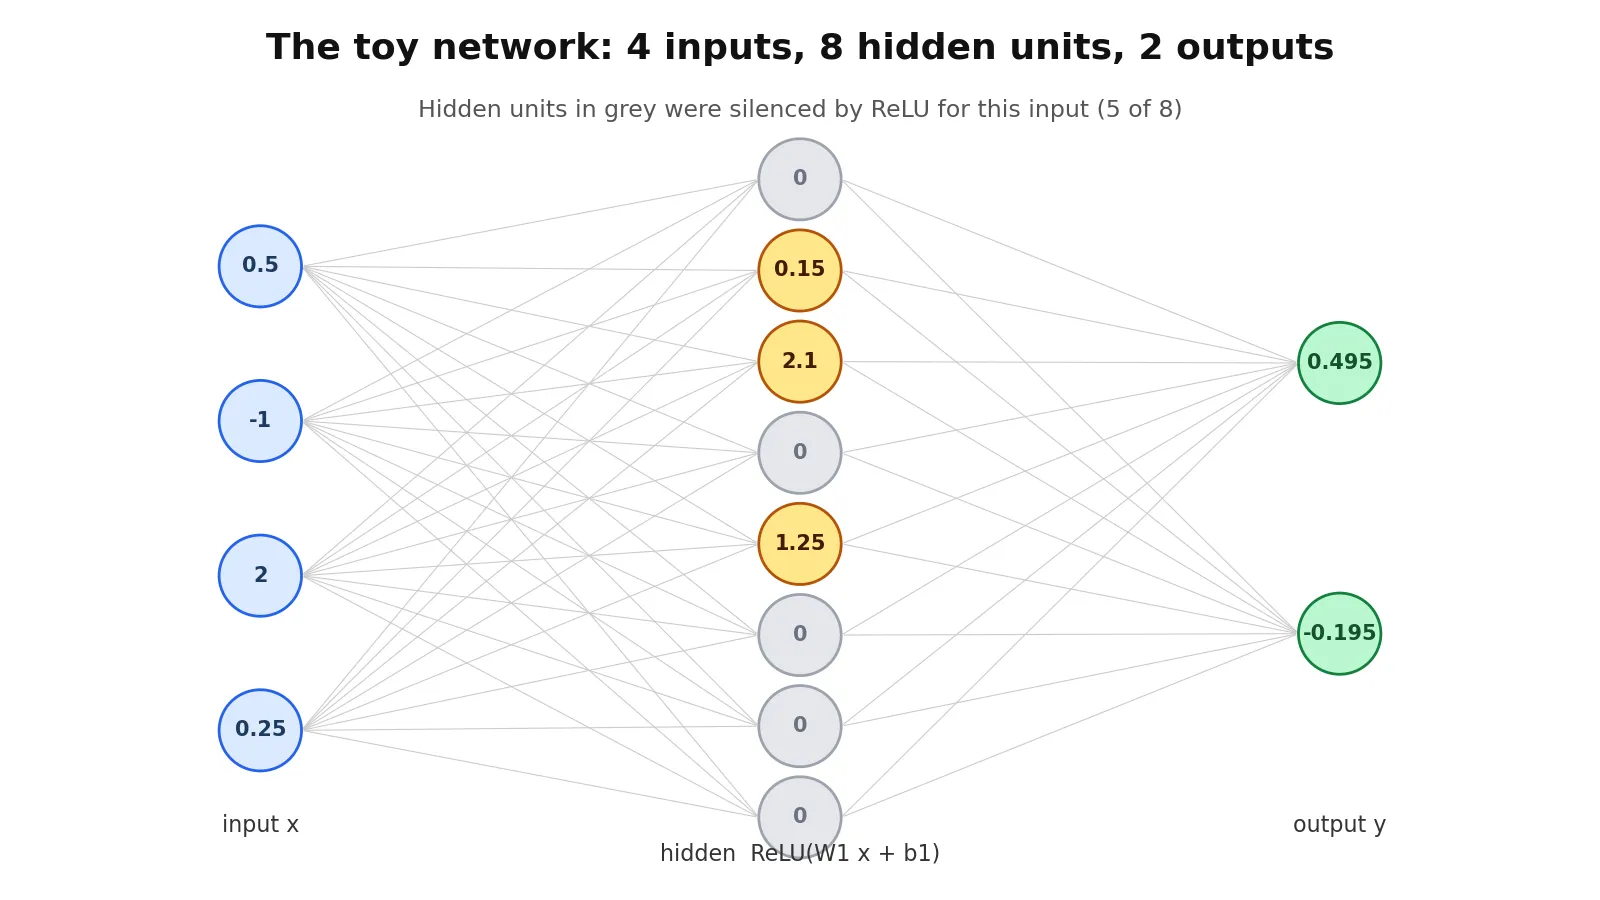 The toy network: 4 inputs, 8 hidden units, 2 outputs
Hidden units in grey were silenced by ReLU for this input (5 of 8)
0.5
-1
2
0.25
input x
0
0.15
2.1
0
1.25
0
0
0
hidden  ReLU(W1 x + b1)
0.495
-0.195
output y